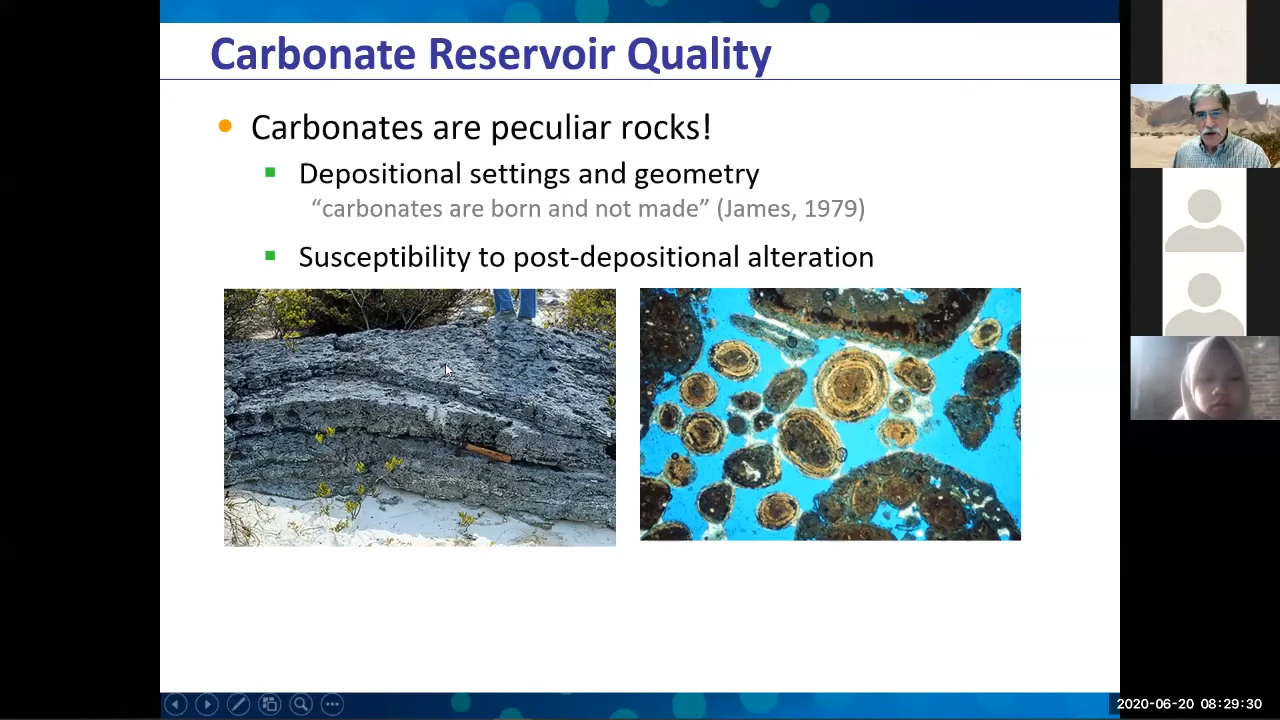 Carbonate Reservoir Quality
Carbonates are peculiar rocks!
Depositional settings and geometry
“carbonates are born and not made” (James, 1979)
Susceptibility to post-depositional alteration
2020-06-20 08:29:30